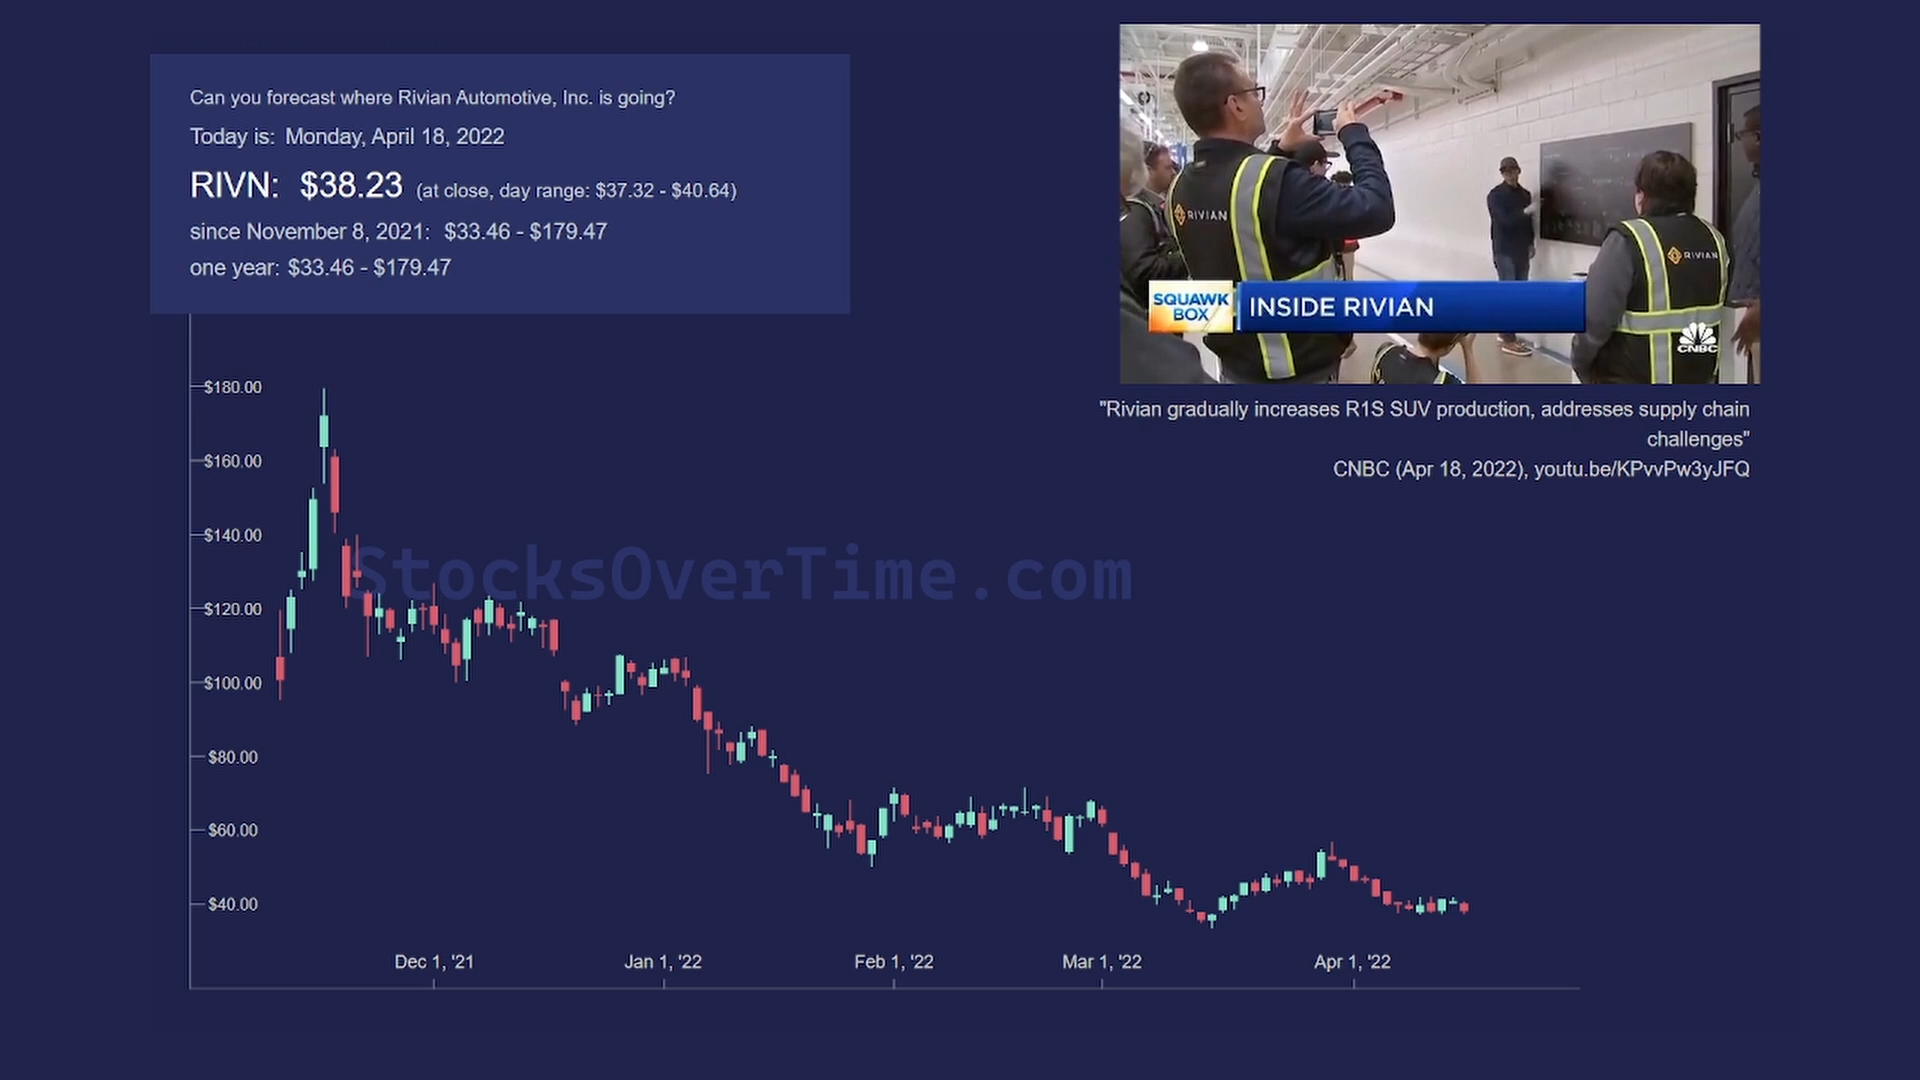 Can you forecast where Rivian Automotive, Inc. is going?
Today is: Monday, April 18, 2022
RIVN: $38.23 (at close, day range: $37.32 - $40.64)
since November 8, 2021: $33.46 - $179.47
one year: $33.46 - $179.47
RIVIAN
RIVIAN
SQUAWK
BOX
INSIDE RIVIAN
CNBC
"Rivian gradually increases R1S SUV production, addresses supply chain
challenges"
CNBC (Apr 18, 2022), youtu.be/KPvvPw3yJFQ
$180.00
$160.00
$140.00
$120.00
$100.00
$80.00
$60.00
$40.00
StocksOverTime.com
Dec 1, '21
Jan 1, '22
Feb 1, '22
Mar 1, '22
Apr 1, '22